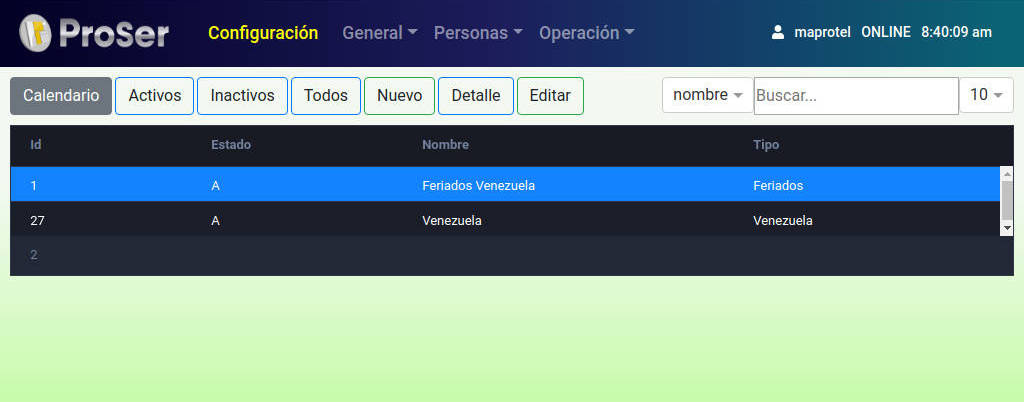 ProSer Configuración General Personas Operación maprotel ONLINE 8:40:09 am
Calendario Activos Inactivos Todos Nuevo Detalle Editar nombre Buscar... 10
Id Estado Nombre Tipo
1 A Feriados Venezuela Feriados
27 A Venezuela Venezuela
2